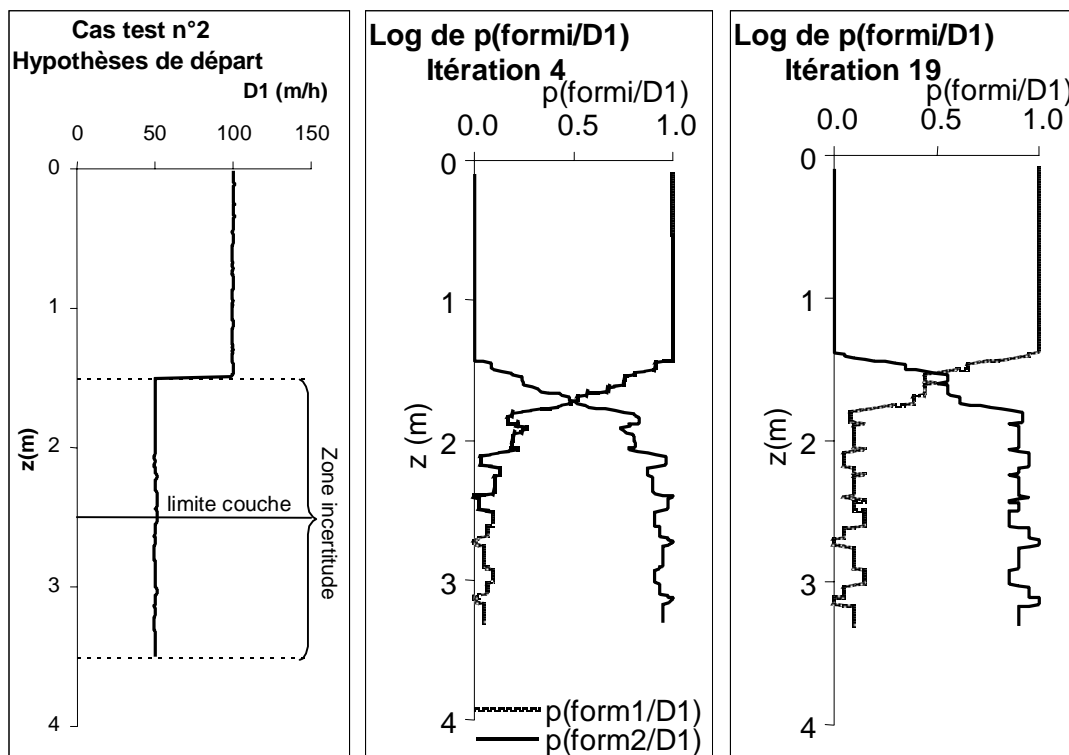 Cas test n°2
Hypothèses de départ
D1 (m/h)
0 50 100 150
0
1
2
3
4
z(m)
limite couche
Zone incertitude
Log de p(formi/D1)
Itération 4
p(formi/D1)
0.0 0.5 1.0
0
1
2
3
4
z(m)
p(form1/D1)
p(form2/D1)
Log de p(formi/D1)
Itération 19
p(formi/D1)
0.0 0.5 1.0
0
1
2
3
4
z(m)